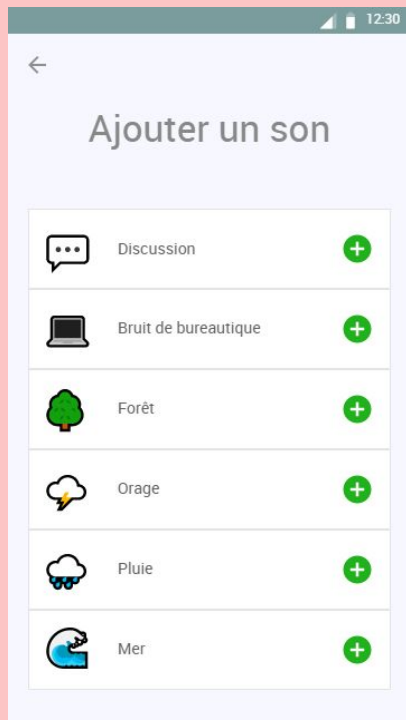 12:30
Ajouter un son
Discussion
Bruit de bureautique
Forêt
Orage
Pluie
Mer